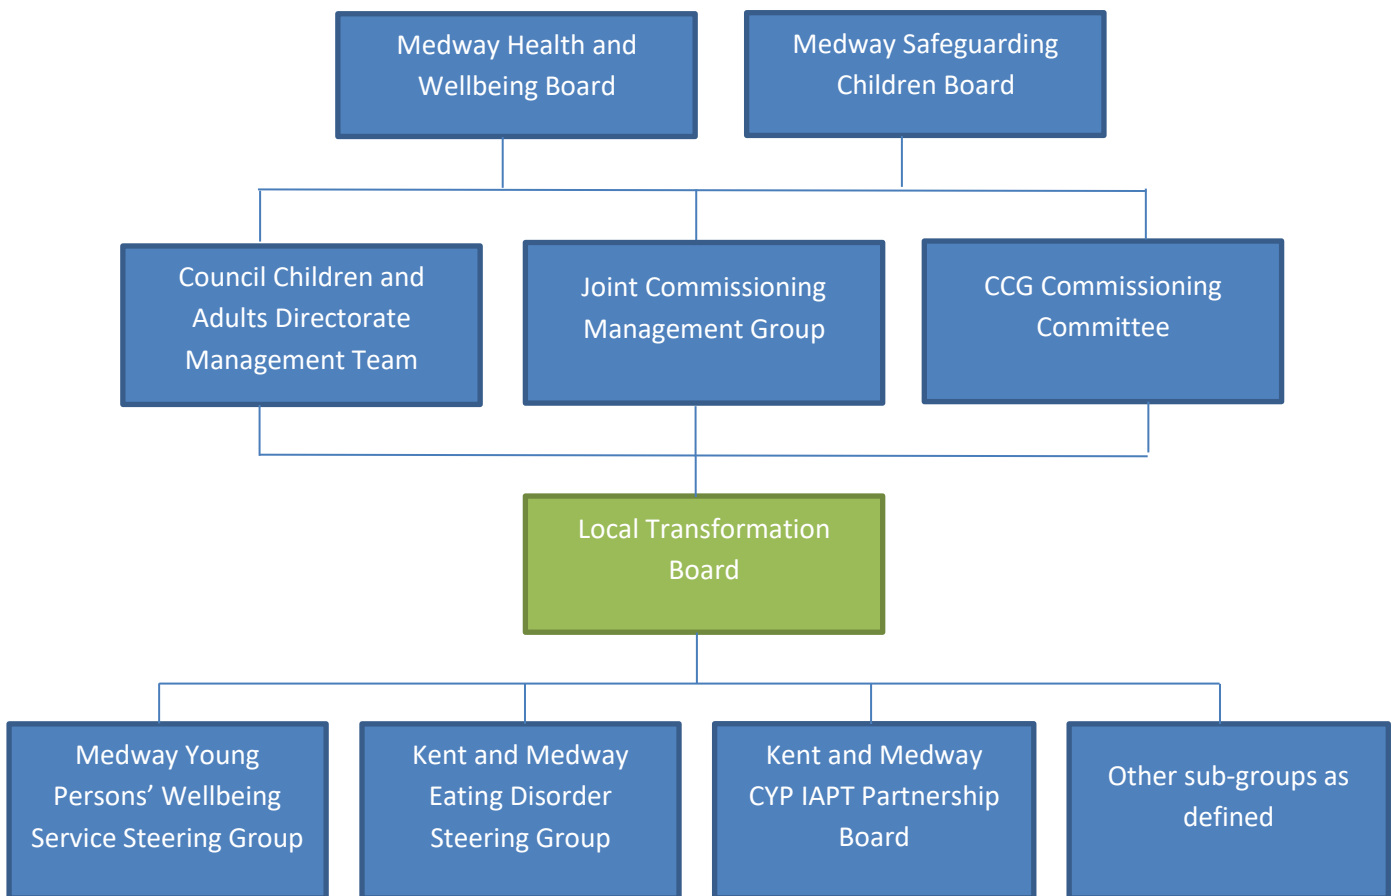 Medway Health and
Wellbeing Board
Medway Safeguarding
Children Board
Council Children and
Adults Directorate
Management Team
Joint Commissioning
Management Group
CCG Commissioning
Committee
Local Transformation
Board
Medway Young
Persons’ Wellbeing
Service Steering Group
Kent and Medway
Eating Disorder
Steering Group
Kent and Medway
CYP IAPT Partnership
Board
Other sub-groups as
defined